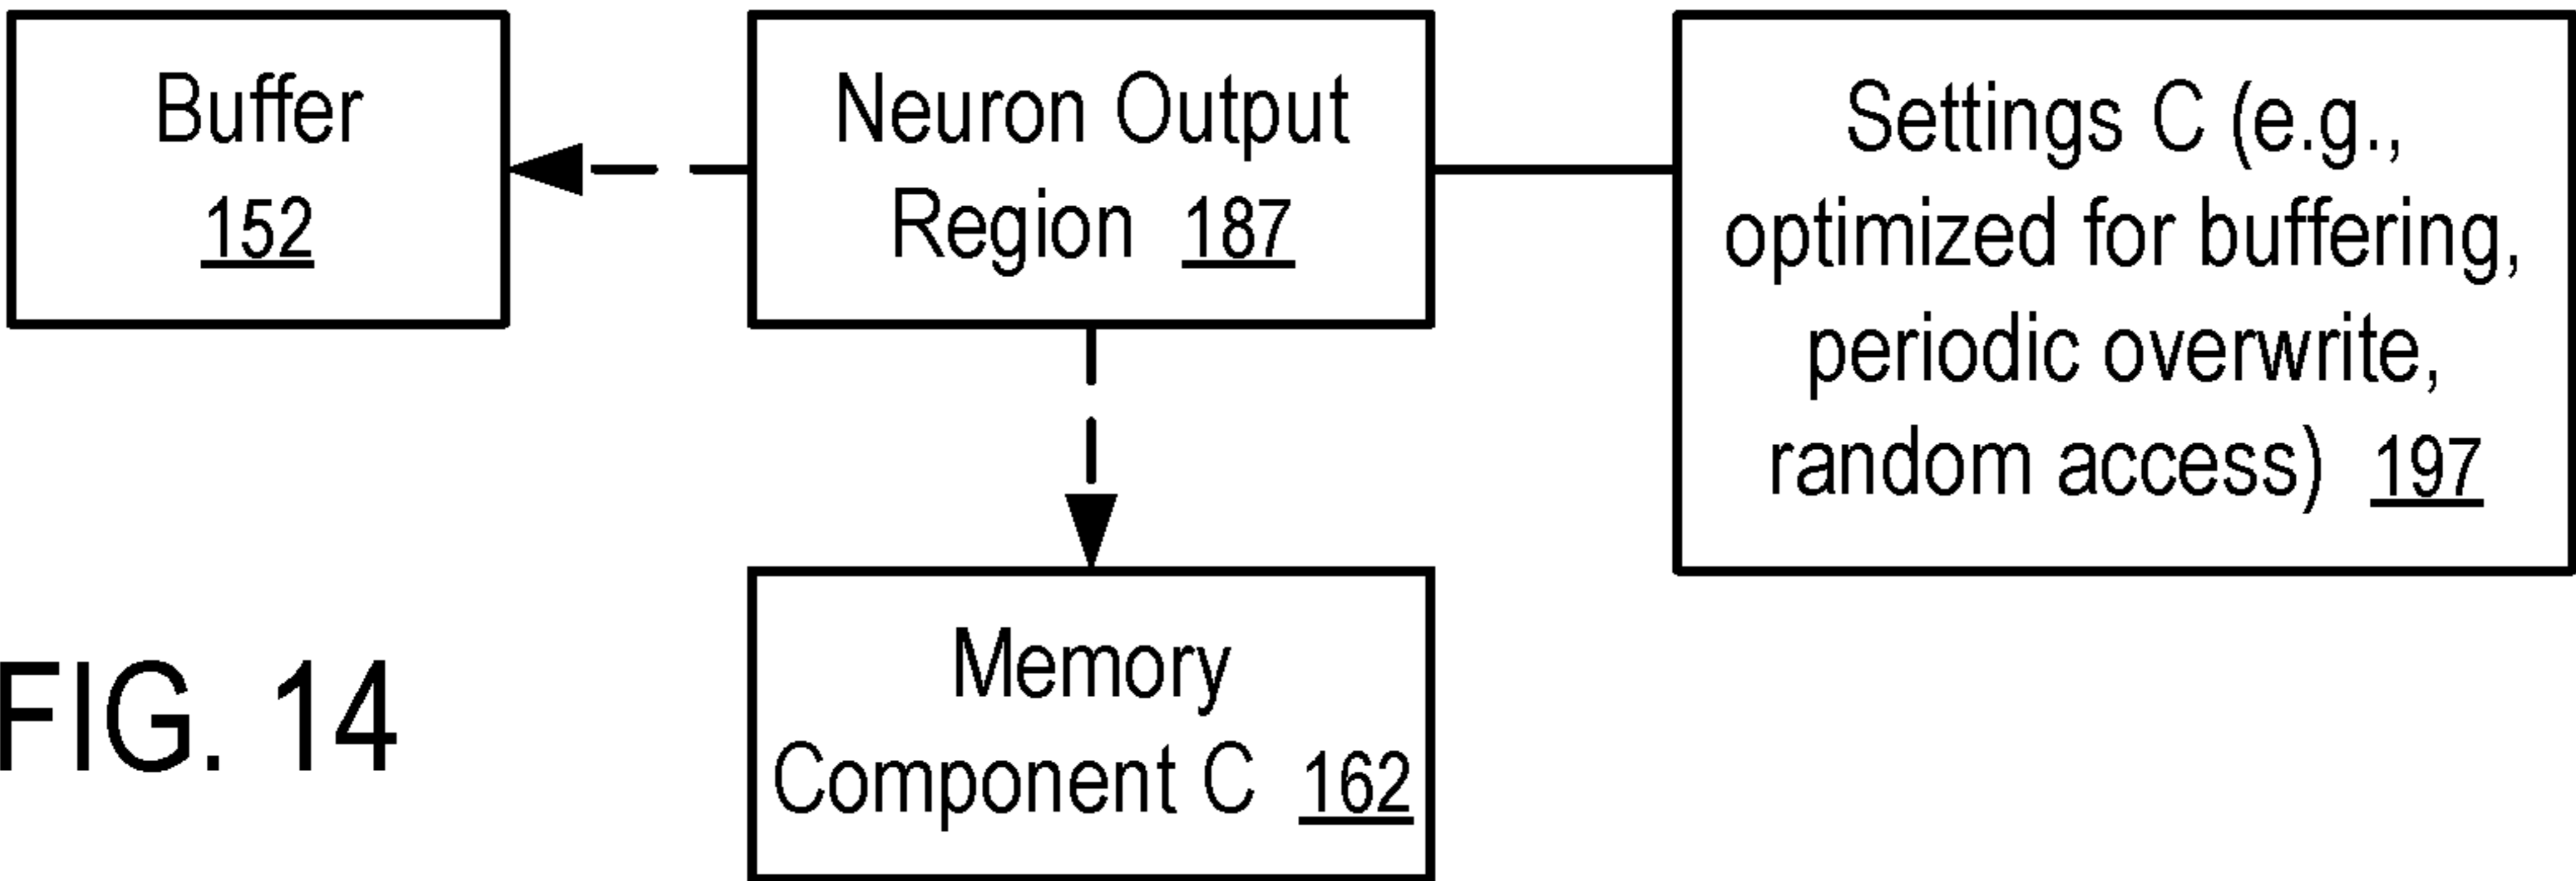 Buffer
152
Neuron Output
Region 187
Settings C (e.g.,
optimized for buffering,
periodic overwrite,
random access) 197
Memory
Component C 162
FIG. 14